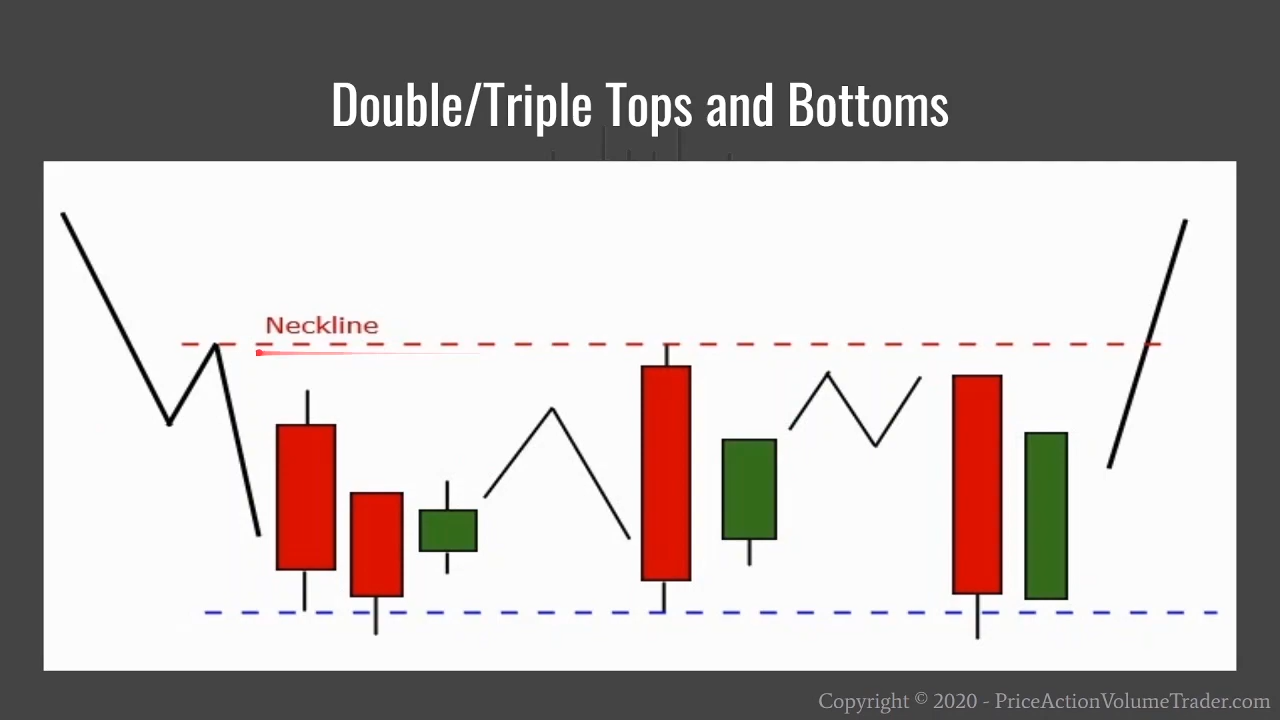 Double/Triple Tops and Bottoms
Neckline
Copyright © 2020 - PriceActionVolumeTrader.com